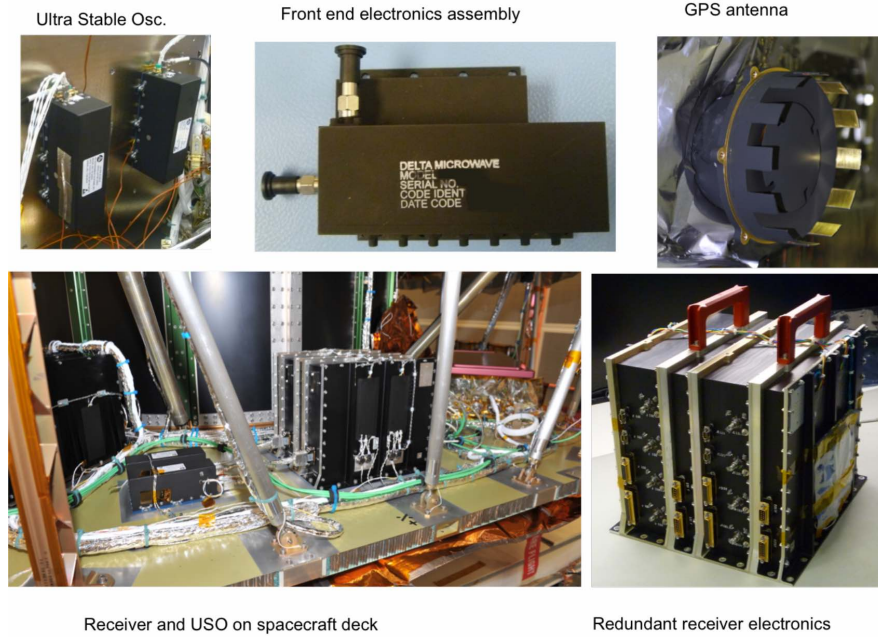 Ultra Stable Osc.
Front end electronics assembly
GPS antenna
DELTA MICROWAVE
MODEL
SERIAL NO.
CODE IDENT
DATE CODE
+Y
Receiver and USO on spacecraft deck
Redundant receiver electronics